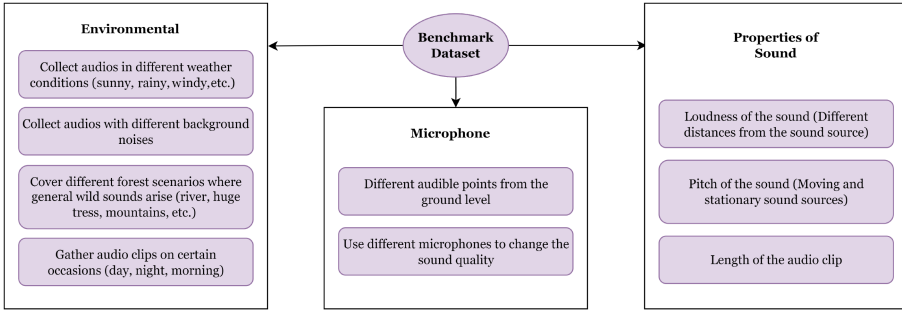 Environmental
Collect audios in different weather
conditions (sunny, rainy, windy,etc.)
Collect audios with different background
noises
Cover different forest scenarios where
general wild sounds arise (river, huge
tress, mountains, etc.)
Gather audio clips on certain
occasions (day, night, morning)
Benchmark
Dataset
Microphone
Different audible points from the
ground level
Use different microphones to change the
sound quality
Properties of
Sound
Loudness of the sound (Different
distances from the sound source)
Pitch of the sound (Moving and
stationary sound sources)
Length of the audio clip